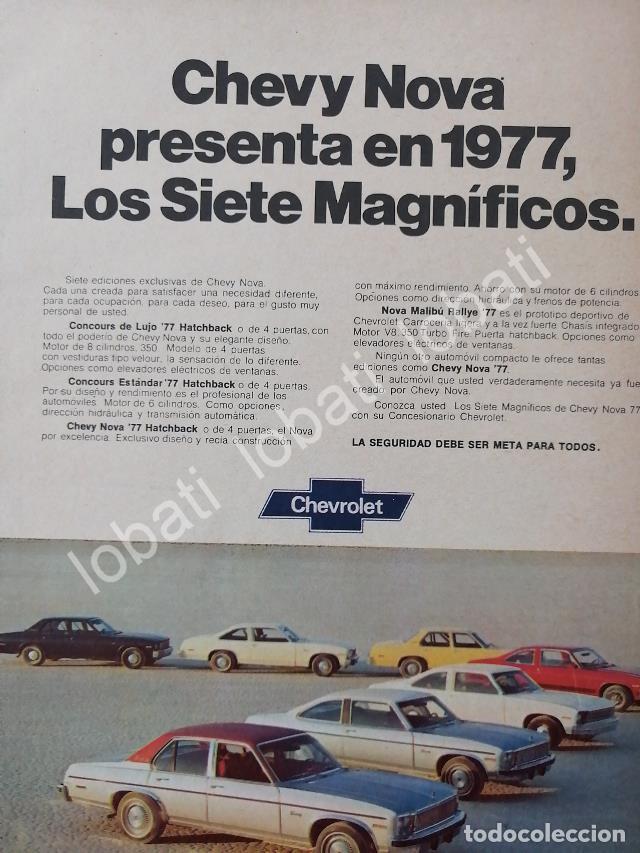 Chevy Nova
presenta en 1977,
Los Siete Magníficos.
Siete ediciones exclusivas de Chevy Nova.
Cada una creada para satisfacer una necesidad diferente,
para cada ocupación, para cada deseo, para el gusto muy
personal de usted.
Concours de Lujo '77 Hatchback o de 4 puertas, con
todo el poderío de Chevy Nova y su elegante diseño.
Motor de 8 cilindros, 350 Modelo de 4 puertas
con vestiduras tipo velour, la sensación de lo diferente.
Opciones como elevadores eléctricos de ventanas.
Concours Estándar '77 Hatchback o de 4 puertas.
Por su diseño y rendimiento es el profesional de los
automóviles. Motor de 6 cilindros. Como opciones,
dirección hidráulica y transmisión automática.
Chevy Nova '77 Hatchback o de 4 puertas, el Nova
por excelencia. Exclusivo diseño y recia construcción
con máximo rendimiento. Ahorro con su motor de 6 cilindros
Opciones como dirección hidráulica y frenos de potencia.
Nova Malibú Rallye '77 es el prototipo deportivo de
Chevrolet Carrocería ligera y a la vez fuerte Chasis integrado
Motor V8 350 Turbo Fire Puerta hatchback. Opciones como
elevadores eléctricos de ventanas.
Ningún otro automóvil compacto le ofrece tantas
ediciones como Chevy Nova '77.
El automóvil que usted verdaderamente necesita ya fue
creado por Chevy Nova.
Conozca usted Los Siete Magníficos de Chevy Nova 77
con su Concesionario Chevrolet.
LA SEGURIDAD DEBE SER META PARA TODOS.
Chevrolet
lobati lobati lobati lobati
todocoleccion